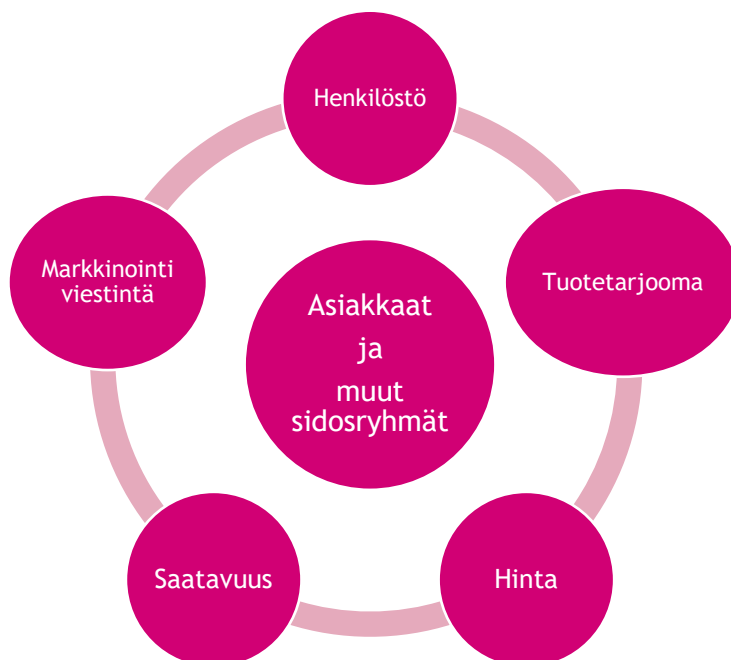 Henkilöstö
Tuotetarjooma
Hinta
Saatavuus
Markkinointi
viestintä
Asiakkaat
ja
muut
sidosryhmät